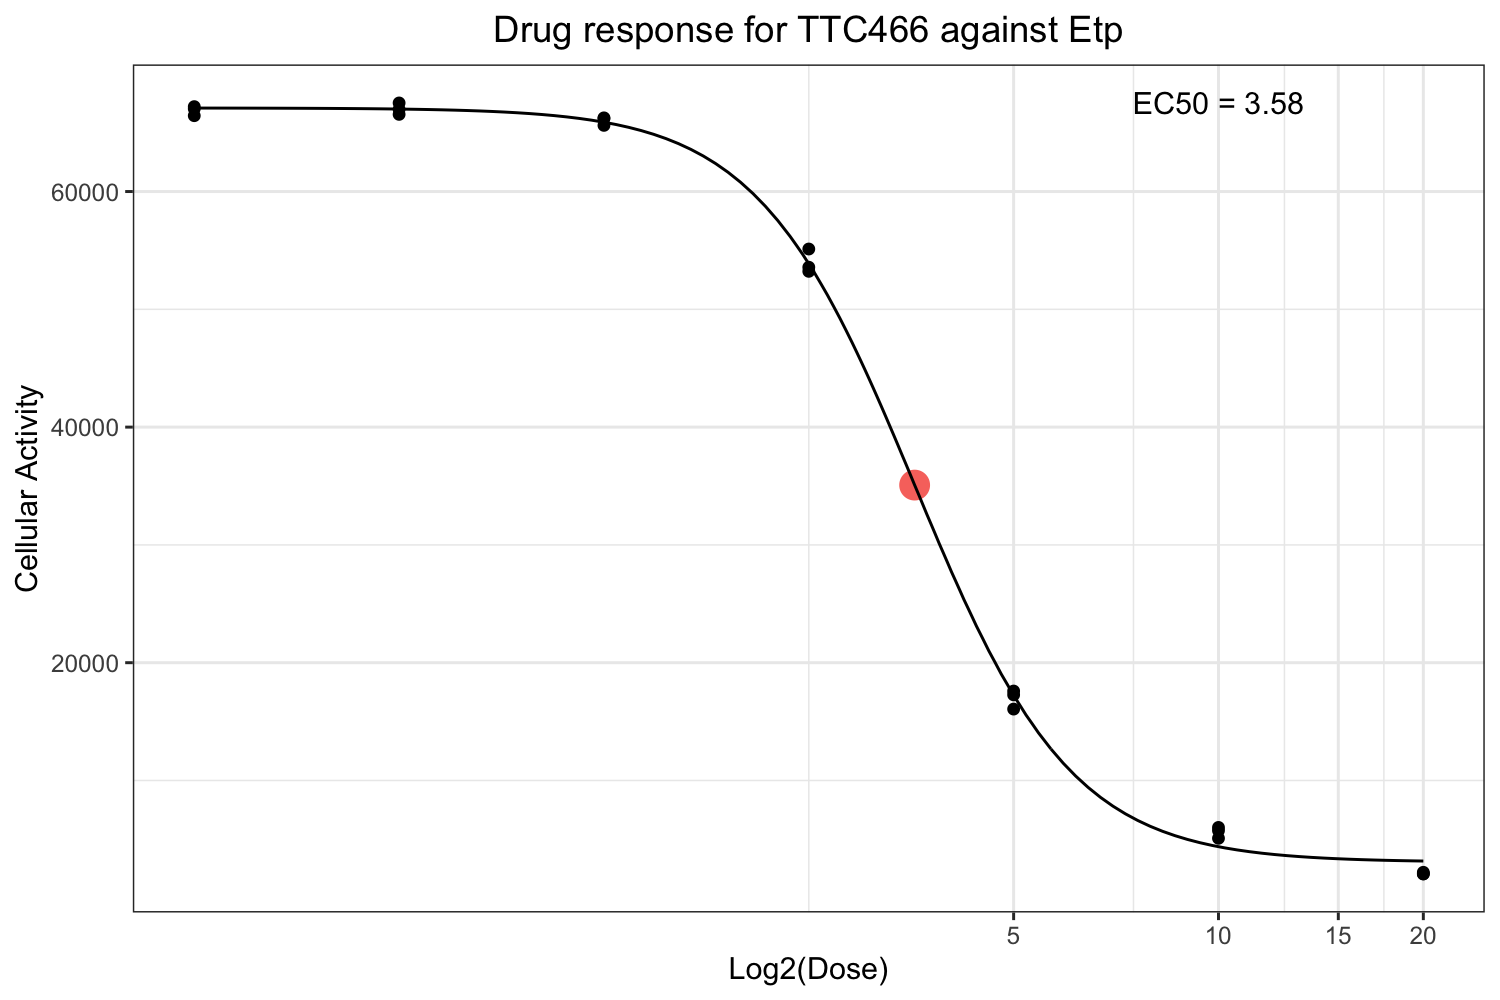 Drug response for TTC466 against Etp
EC50 = 3.58
60000
40000
20000
Cellular Activity
5 10 15 20
Log2(Dose)